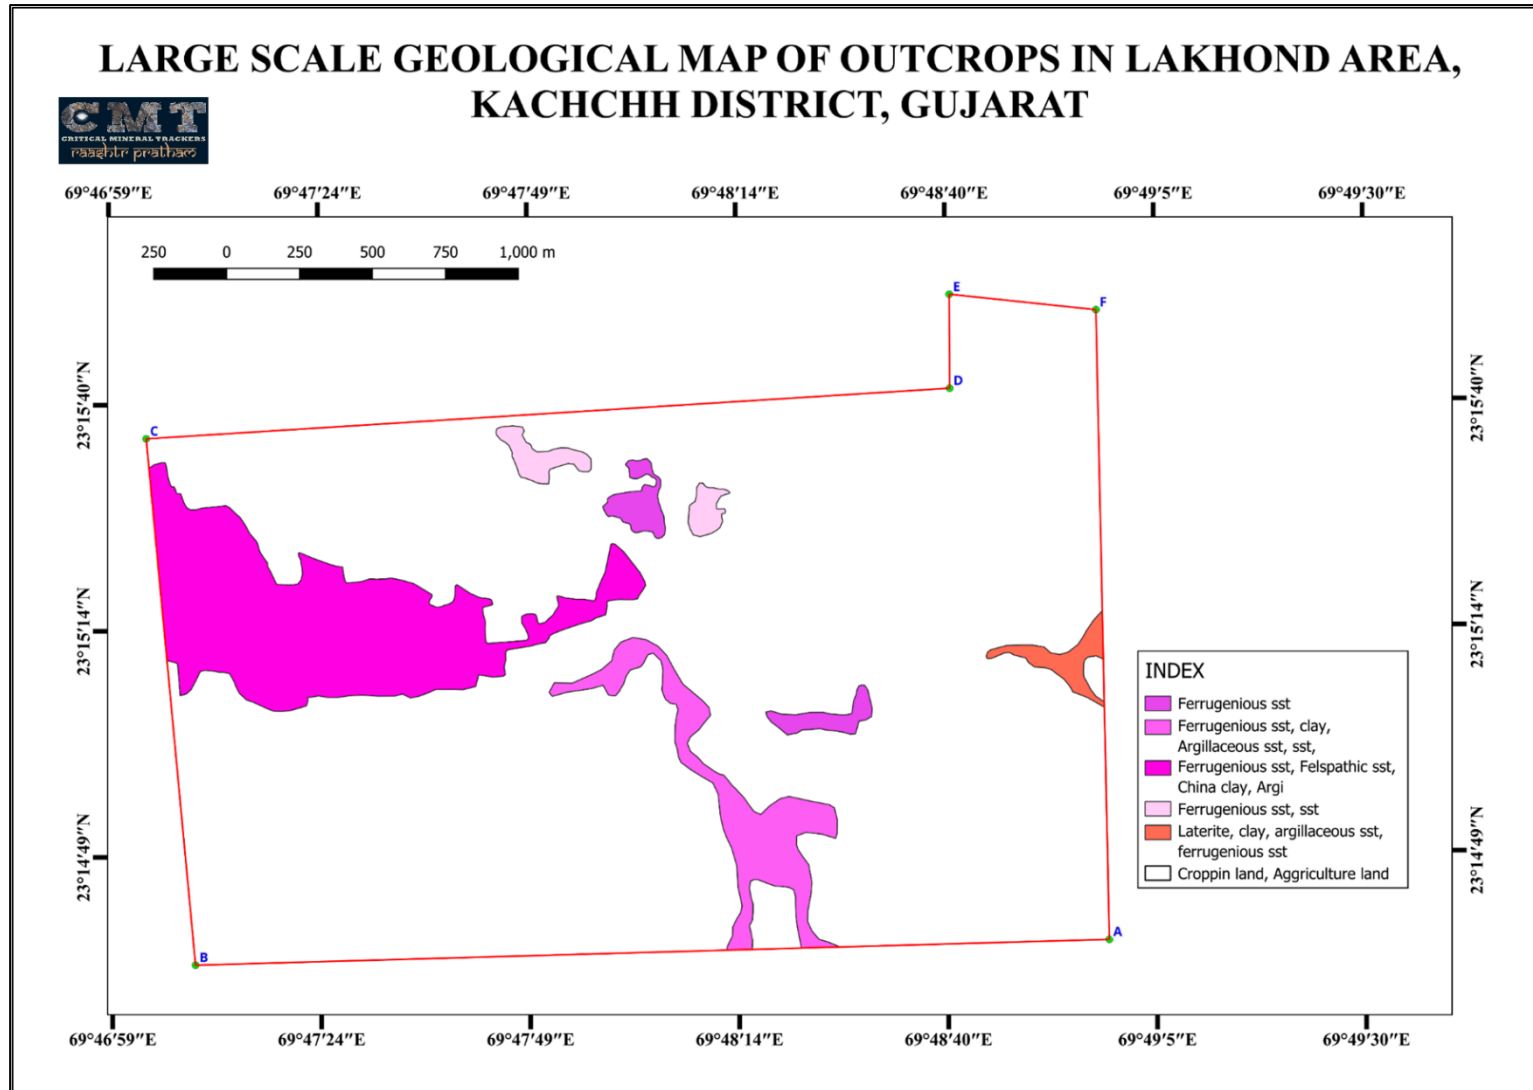 LARGE SCALE GEOLOGICAL MAP OF OUTCROPS IN LAKHOND AREA,
KACHCHH DISTRICT, GUJARAT
CMT
CRITICAL MINERAL TRACKERS
raashtr pratham
69°46′59″E 69°47′24″E 69°47′49″E 69°48′14″E 69°48′40″E 69°49′5″E 69°49′30″E
250 0 250 500 750 1,000 m
E
F
D
23°15′40″N 23°15′40″N
C
23°15′14″N 23°15′14″N
INDEX
Ferrugenious sst
Ferrugenious sst, clay,
Argillaceous sst, sst,
Ferrugenious sst, Felspathic sst,
China clay, Argi
Ferrugenious sst, sst
Laterite, clay, argillaceous sst,
ferrugenious sst
Croppin land, Aggriculture land
23°14′49″N 23°14′49″N
A
B
69°46′59″E 69°47′24″E 69°47′49″E 69°48′14″E 69°48′40″E 69°49′5″E 69°49′30″E